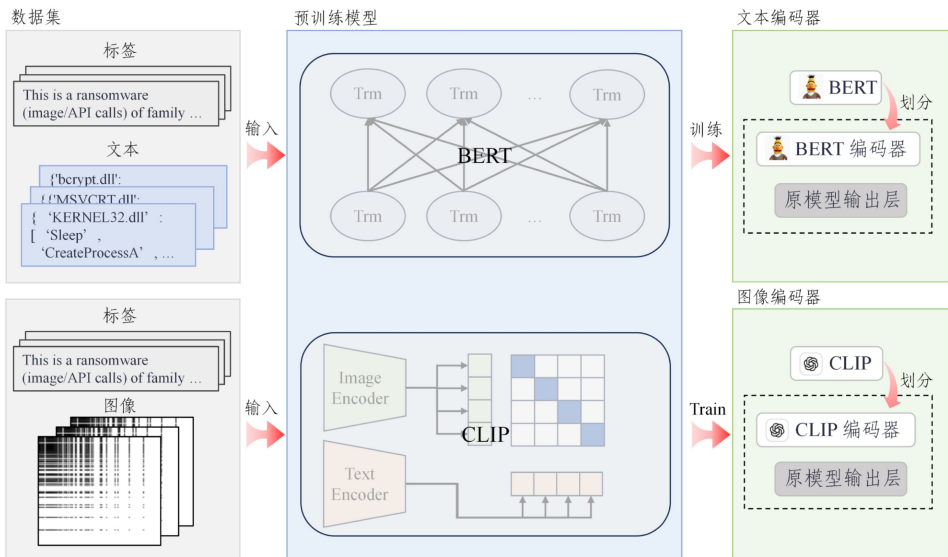 数据集
标签
This is a ransomware
(image/API calls) of family ...
文本
{'bcrypt.dll':
{{'MSVCRT.dll':
{ ‘KERNEL32.dll’ :
[ ‘Sleep’ ,
‘CreateProcessA’ , ...
输入
预训练模型
Trm
Trm
...
Trm
BERT
Trm
Trm
...
Trm
训练
文本编码器
BERT
划分
BERT 编码器
原模型输出层
标签
This is a ransomware
(image/API calls) of family ...
图像
输入
Image
Encoder
CLIP
Text
Encoder
Train
图像编码器
CLIP
划分
CLIP 编码器
原模型输出层